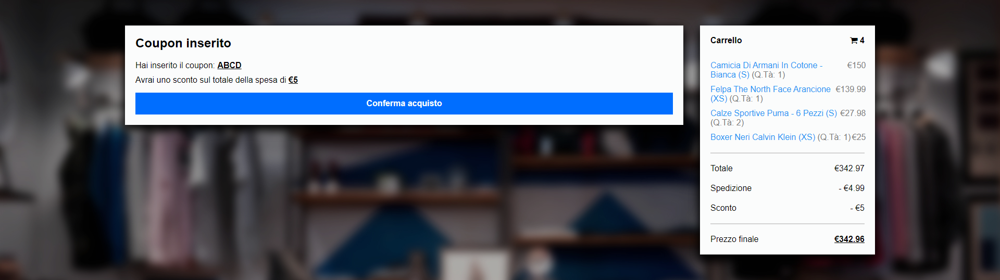 Coupon inserito
Hai inserito il coupon: ABCD
Avrai uno sconto sul totale della spesa di €5
Conferma acquisto
Carrello 4
Camicia Di Armani In Cotone - €150
Bianca (S) (Q.Tà: 1)
Felpa The North Face Arancione €139.99
(XS) (Q.Tà: 1)
Calze Sportive Puma - 6 Pezzi (S) €27.98
(Q.Tà: 2)
Boxer Neri Calvin Klein (XS) (Q.Tà: 1) €25
Totale €342.97
Spedizione - €4.99
Sconto - €5
Prezzo finale €342.96